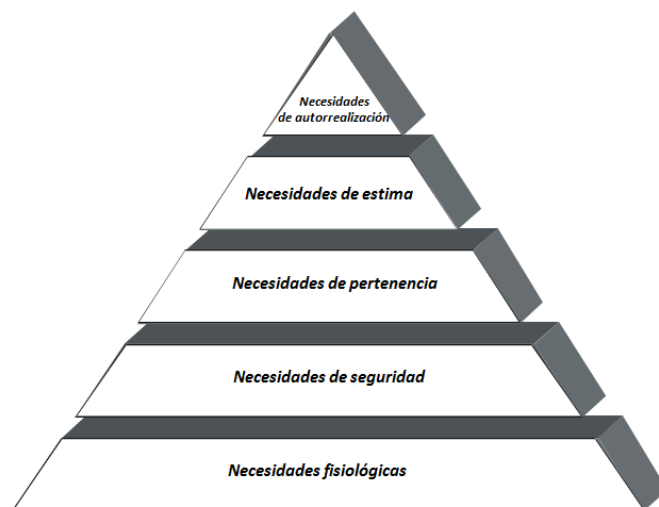 Necesidades
de autorrealización
Necesidades de estima
Necesidades de pertenencia
Necesidades de seguridad
Necesidades fisiológicas